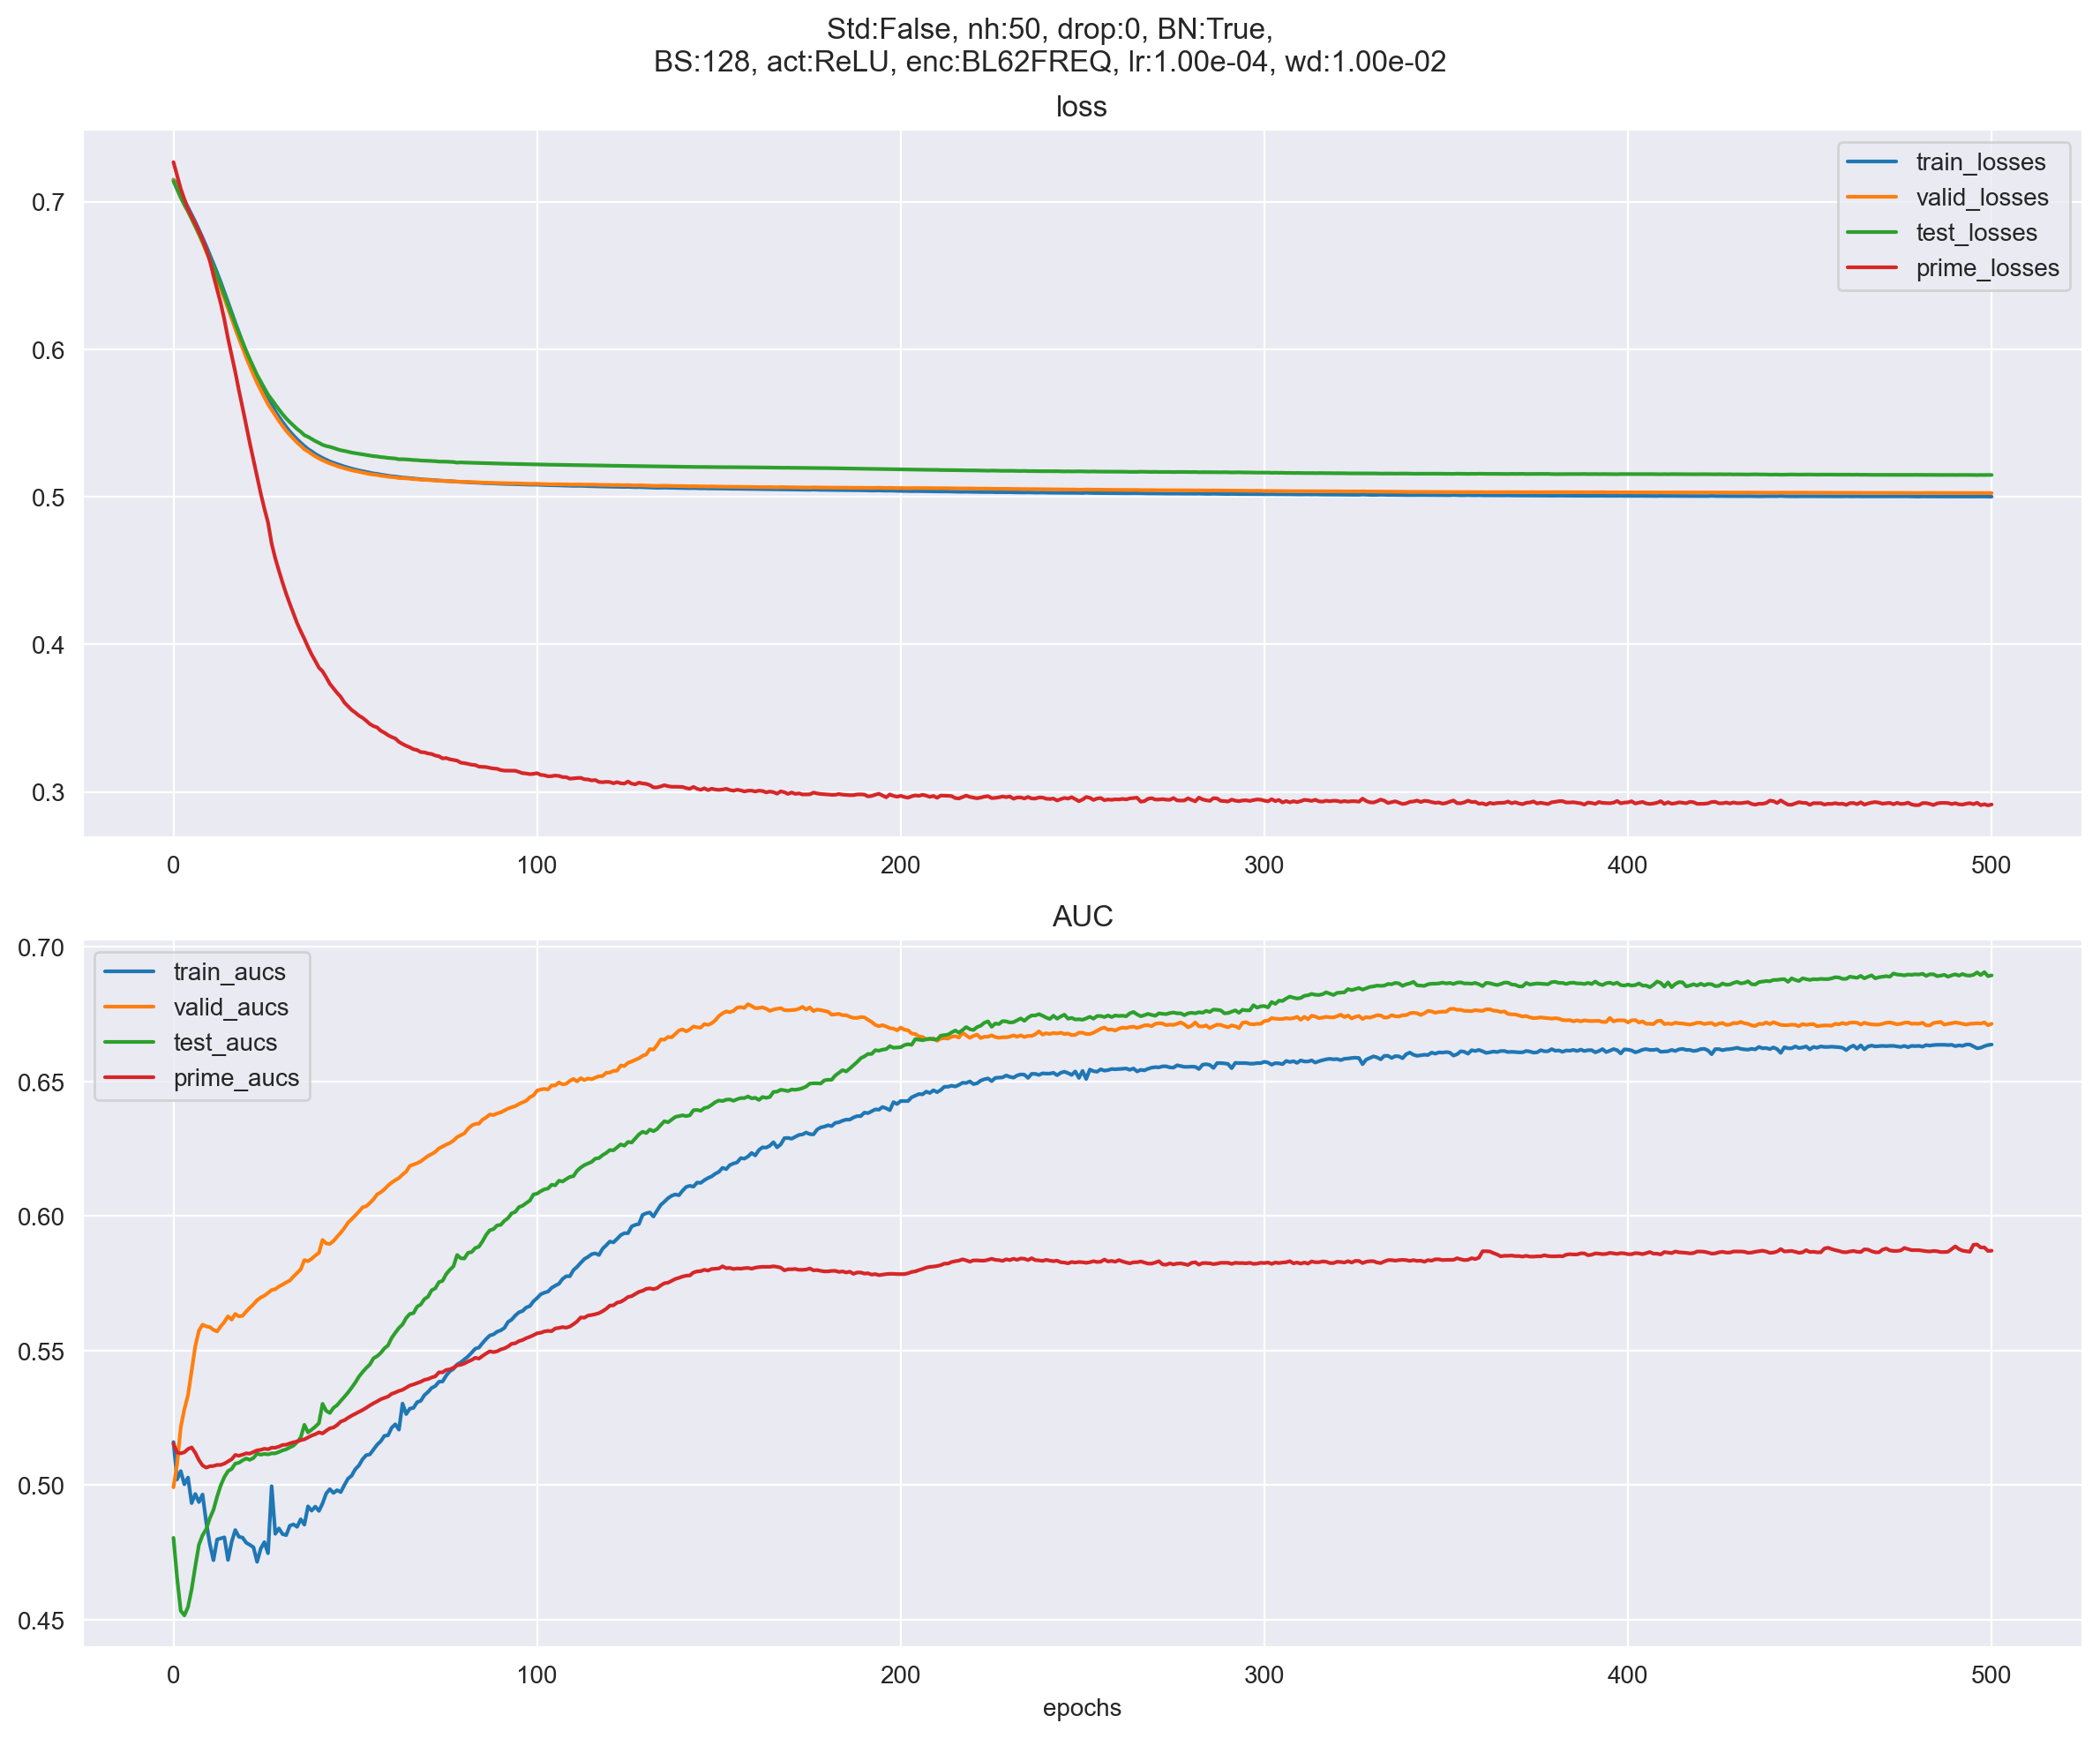 Std:False, nh:50, drop:0, BN:True,
BS:128, act:ReLU, enc:BL62FREQ, lr:1.00e-04, wd:1.00e-02
loss
train_losses
valid_losses
test_losses
prime_losses
0.7
0.6
0.5
0.4
0.3
0 100 200 300 400 500
AUC
train_aucs
valid_aucs
test_aucs
prime_aucs
0.70
0.65
0.60
0.55
0.50
0.45
0 100 200 300 400 500
epochs